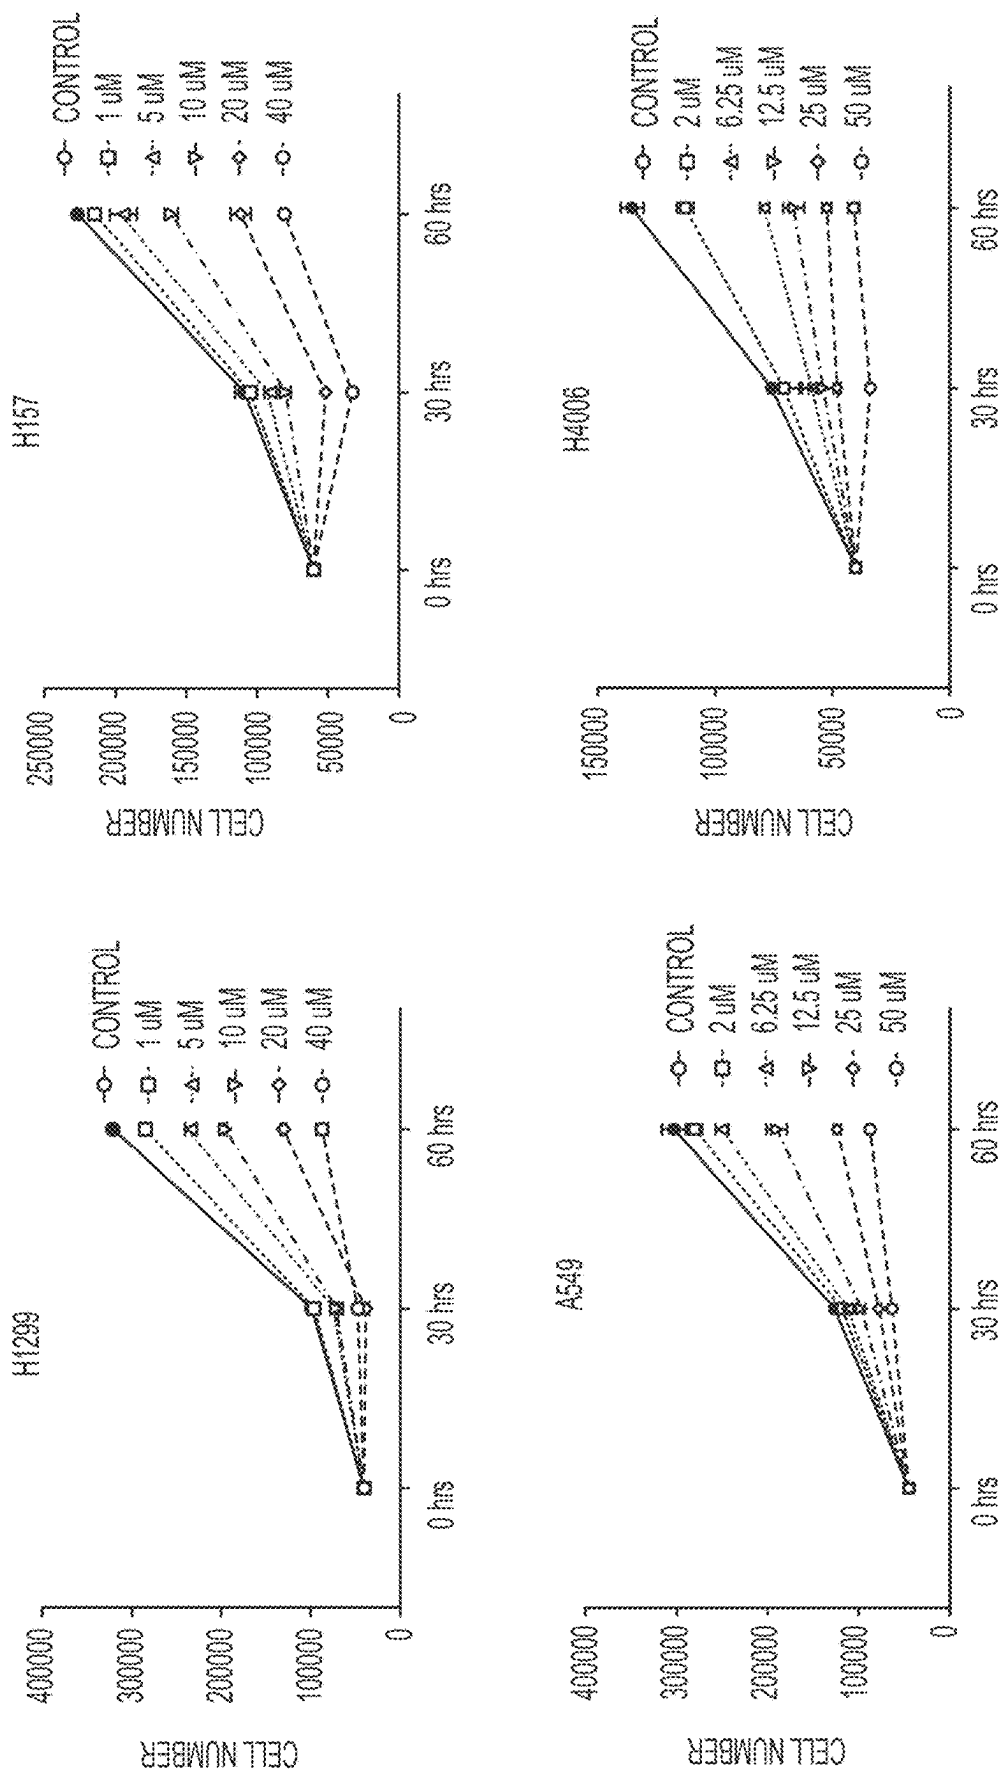 H1299
CELL NUMBER
400000
300000
200000
100000
0
0 hrs
30 hrs
60 hrs
CONTROL
1 uM
5 uM
10 uM
20 uM
40 uM
H157
CELL NUMBER
250000
200000
150000
100000
50000
0
0 hrs
30 hrs
60 hrs
CONTROL
1 uM
5 uM
10 uM
20 uM
40 uM
A549
CELL NUMBER
400000
300000
200000
100000
0
0 hrs
30 hrs
60 hrs
CONTROL
2 uM
6.25 uM
12.5 uM
25 uM
50 uM
H4006
CELL NUMBER
150000
100000
50000
0
0 hrs
30 hrs
60 hrs
CONTROL
2 uM
6.25 uM
12.5 uM
25 uM
50 uM